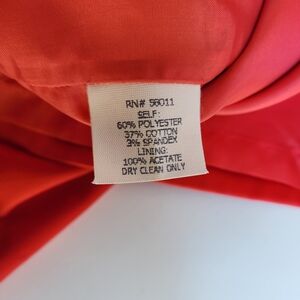 RN# 56011
SELF:
60% POLYESTER
37% COTTON
3% SPANDEX
LINING:
100% ACETATE
DRY CLEAN ONLY